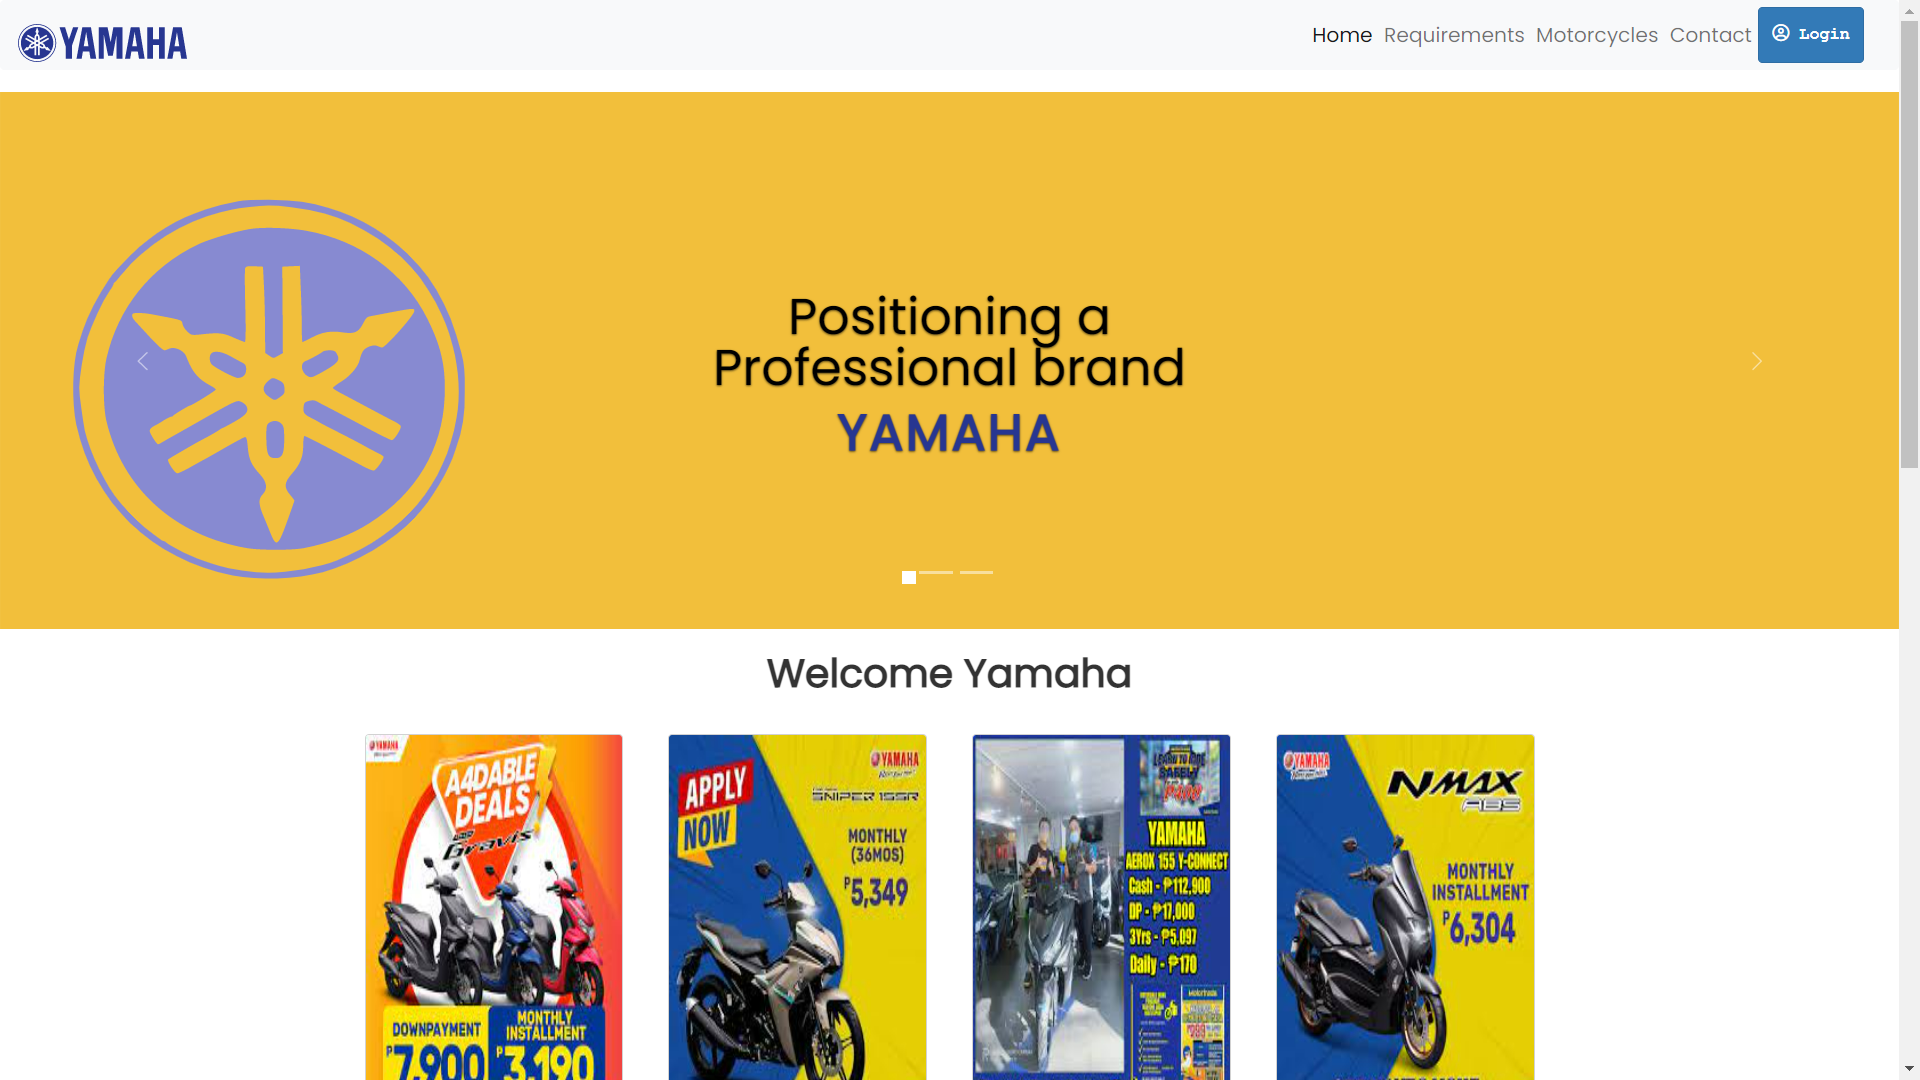 YAMAHA
Home Requirements Motorcycles Contact Login
Positioning a
Professional brand
YAMAHA
Welcome Yamaha
YAMAHA
A4DABLE
DEALS
Gravis
DOWNPAYMENT
₱7,900
MONTHLY
INSTALLMENT
₱3,190
YAMAHA
APPLY
NOW
SNIPER 155R
MONTHLY
(36MOS)
₱5,349
LEARN TO RIDE
SAFELY
YAMAHA
AEROX 155 Y-CONNECT
Cash - ₱112,900
DP - ₱17,000
3Yrs - ₱5,097
Daily - ₱170
YAMAHA
NMAX
ABS
MONTHLY
INSTALLMENT
₱6,304